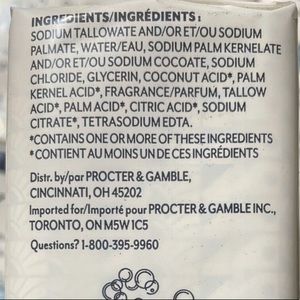 INGREDIENTS/INGRÉDIENTS :
SODIUM TALLOWATE AND/OR ET/OU SODIUM
PALMATE, WATER/EAU, SODIUM PALM KERNELATE
AND/OR ET/OU SODIUM COCOATE, SODIUM
CHLORIDE, GLYCERIN, COCONUT ACID*, PALM
KERNEL ACID*, FRAGRANCE/PARFUM, TALLOW
ACID*, PALM ACID*, CITRIC ACID*, SODIUM
CITRATE*, TETRASODIUM EDTA.
*CONTAINS ONE OR MORE OF THESE INGREDIENTS
*CONTIENT AU MOINS UN DE CES INGRÉDIENTS
Distr. by/par PROCTER & GAMBLE,
CINCINNATI, OH 45202
Imported for/Importé pour PROCTER & GAMBLE INC.,
TORONTO, ON M5W 1C5
Questions? 1-800-395-9960